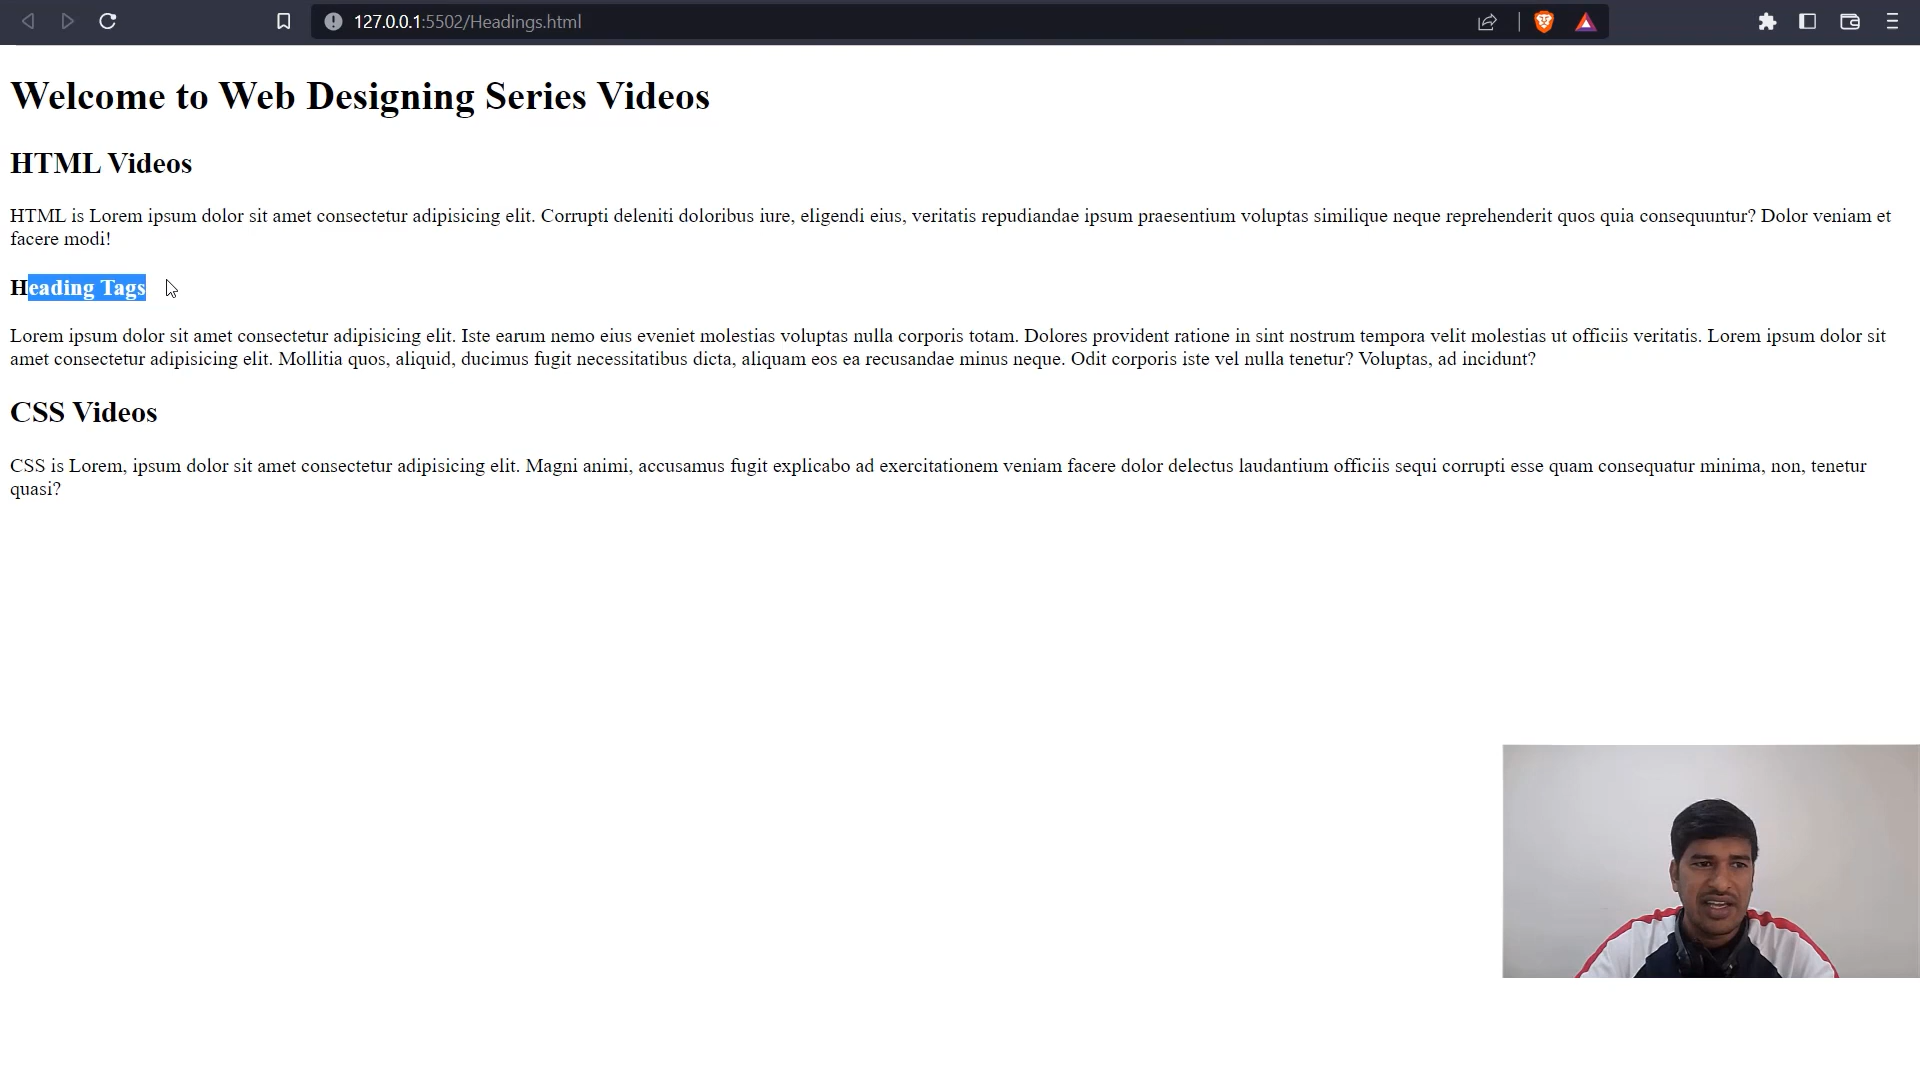 127.0.0.1:5502/Headings.html
Welcome to Web Designing Series Videos
HTML Videos
HTML is Lorem ipsum dolor sit amet consectetur adipisicing elit. Corrupti deleniti doloribus iure, eligendi eius, veritatis repudiandae ipsum praesentium voluptas similique neque reprehenderit quos quia consequuntur? Dolor veniam et
facere modi!
Heading Tags
Lorem ipsum dolor sit amet consectetur adipisicing elit. Iste earum nemo eius eveniet molestias voluptas nulla corporis totam. Dolores provident ratione in sint nostrum tempora velit molestias ut officiis veritatis. Lorem ipsum dolor sit
amet consectetur adipisicing elit. Mollitia quos, aliquid, ducimus fugit necessitatibus dicta, aliquam eos ea recusandae minus neque. Odit corporis iste vel nulla tenetur? Voluptas, ad incidunt?
CSS Videos
CSS is Lorem, ipsum dolor sit amet consectetur adipisicing elit. Magni animi, accusamus fugit explicabo ad exercitationem veniam facere dolor delectus laudantium officiis sequi corrupti esse quam consequatur minima, non, tenetur
quasi?